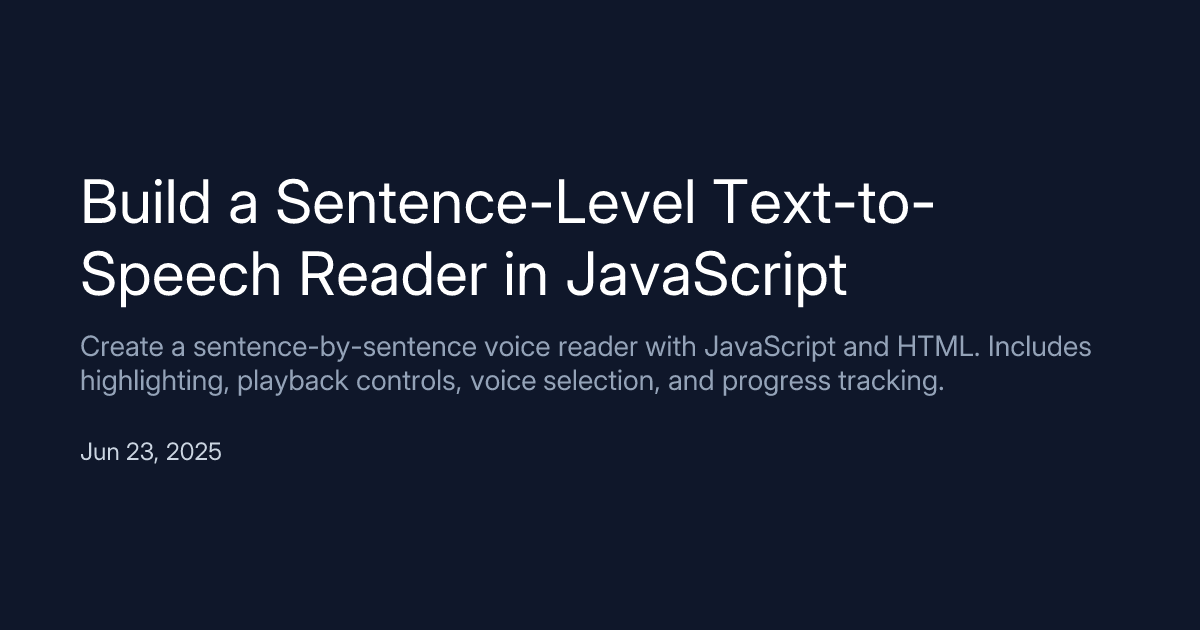 Build a Sentence-Level Text-to-
Speech Reader in JavaScript
Create a sentence-by-sentence voice reader with JavaScript and HTML. Includes
highlighting, playback controls, voice selection, and progress tracking.
Jun 23, 2025